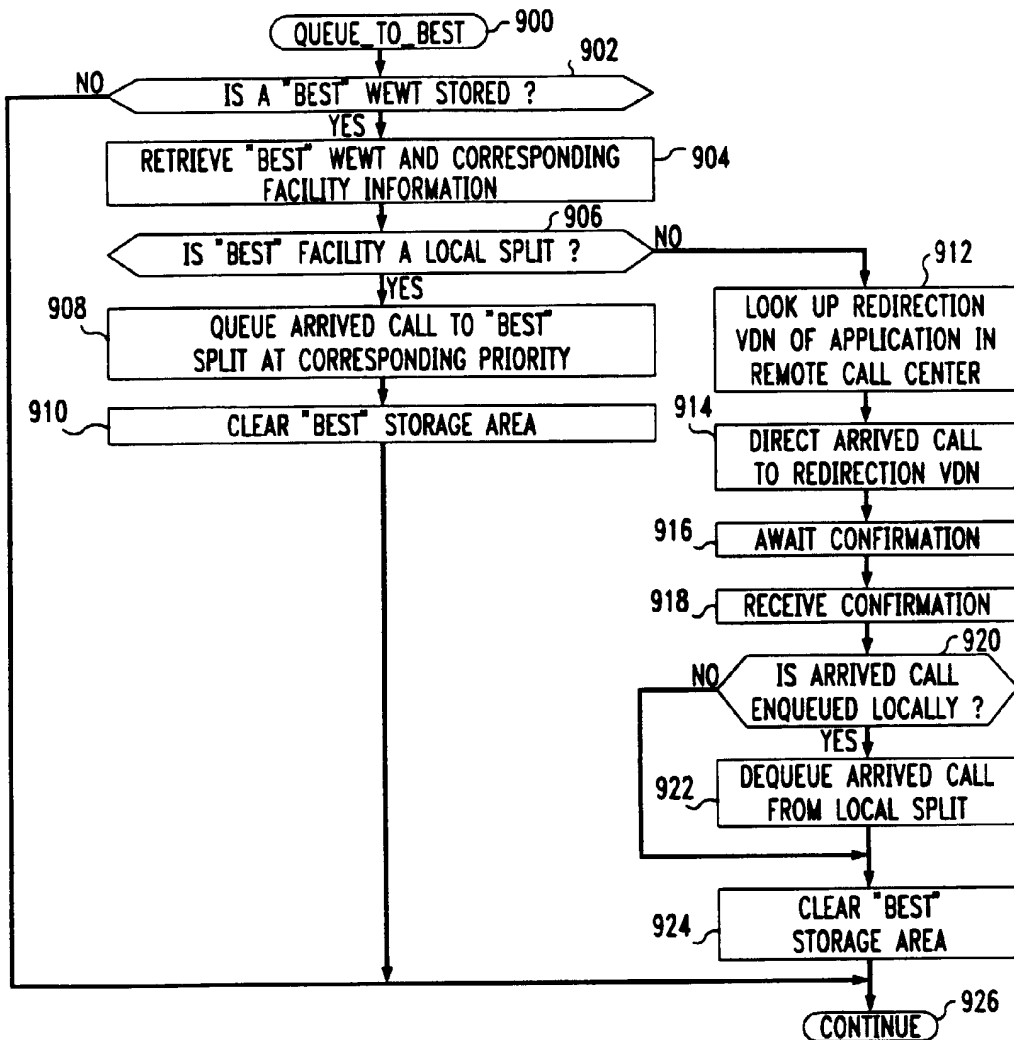 QUEUE_TO_BEST
900
902
NO
IS A "BEST" WEWT STORED ?
YES
RETRIEVE "BEST" WEWT AND CORRESPONDING
FACILITY INFORMATION
904
906
IS "BEST" FACILITY A LOCAL SPLIT ?
NO
YES
908
QUEUE ARRIVED CALL TO "BEST"
SPLIT AT CORRESPONDING PRIORITY
910
CLEAR "BEST" STORAGE AREA
912
LOOK UP REDIRECTION
VDN OF APPLICATION IN
REMOTE CALL CENTER
914
DIRECT ARRIVED CALL
TO REDIRECTION VDN
916
AWAIT CONFIRMATION
918
RECEIVE CONFIRMATION
920
NO
IS ARRIVED CALL
ENQUEUED LOCALLY ?
YES
922
DEQUEUE ARRIVED CALL
FROM LOCAL SPLIT
924
CLEAR "BEST"
STORAGE AREA
CONTINUE
926